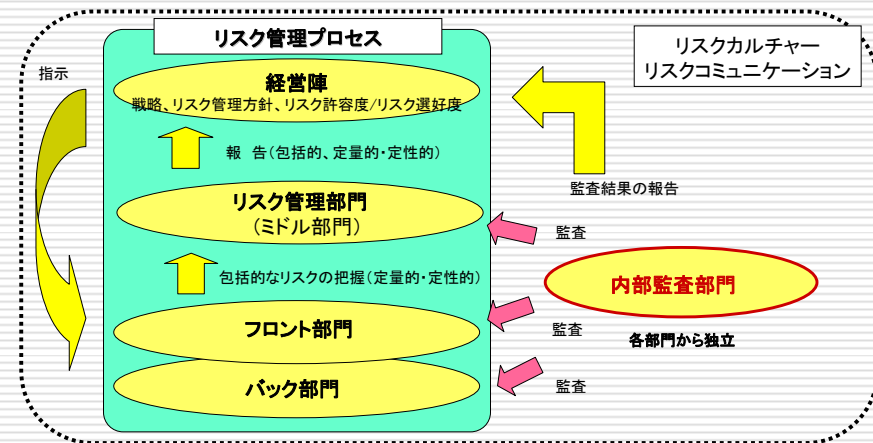 リスク管理プロセス
リスクカルチャー
リスクコミュニケーション
指示
経営陣
戦略、リスク管理方針、リスク許容度/リスク選好度
報 告(包括的、定量的・定性的)
監査結果の報告
リスク管理部門
(ミドル部門)
監査
包括的なリスクの把握(定量的・定性的)
内部監査部門
フロント部門
監査
各部門から独立
バック部門
監査